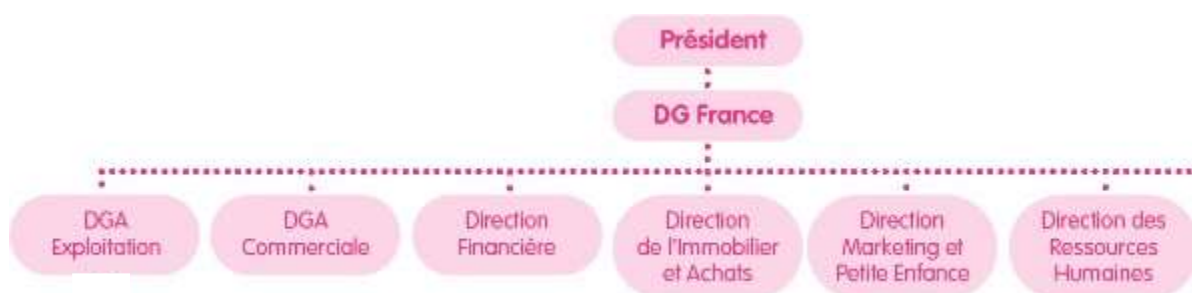 Président
DG France
DGA
Exploitation
DGA
Commerciale
Direction
Financière
Direction
de l'Immobilier
et Achats
Direction
Marketing et
Petite Enfance
Direction des
Ressources
Humaines